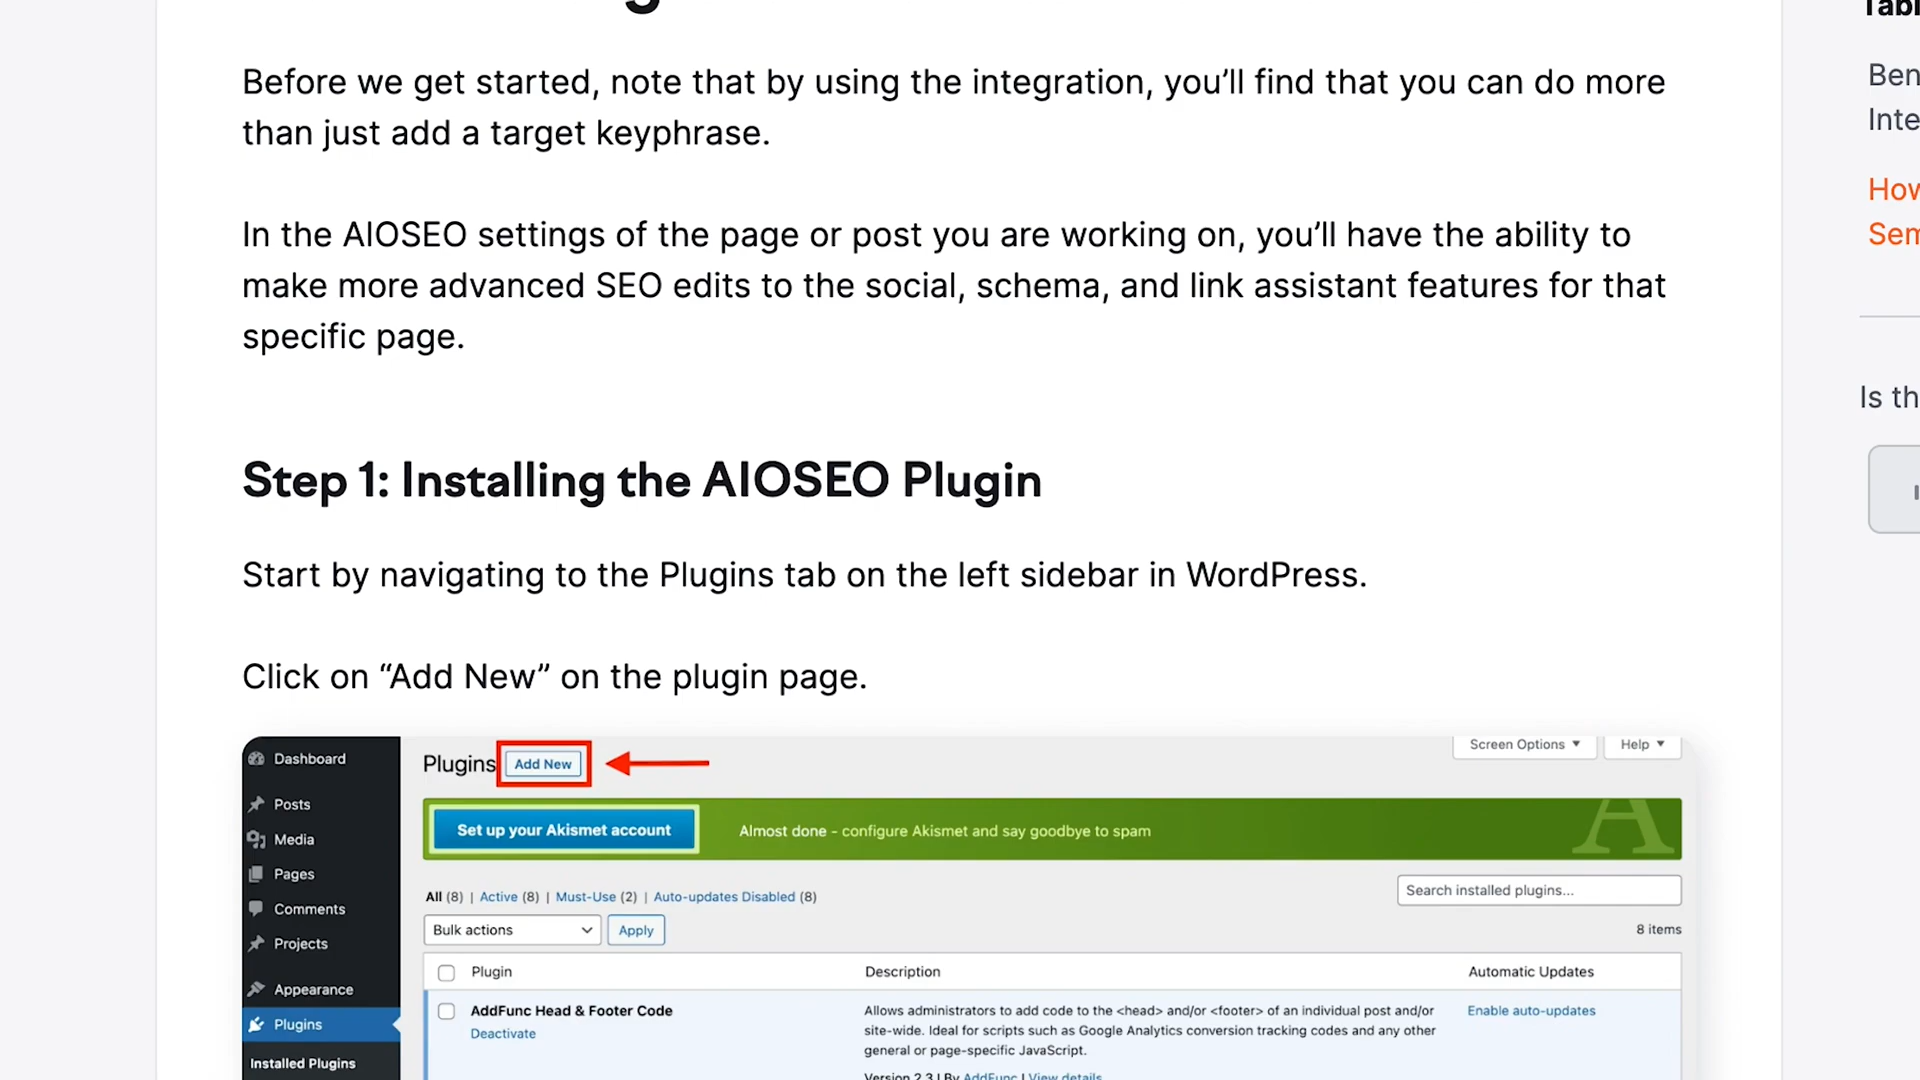 Before we get started, note that by using the integration, you’ll find that you can do more
than just add a target keyphrase.
In the AIOSEO settings of the page or post you are working on, you’ll have the ability to
make more advanced SEO edits to the social, schema, and link assistant features for that
specific page.
Step 1: Installing the AIOSEO Plugin
Start by navigating to the Plugins tab on the left sidebar in WordPress.
Click on “Add New” on the plugin page.
Dashboard
Posts
Media
Pages
Comments
Projects
Appearance
Plugins
Installed Plugins
Plugins Add New
Screen Options Help
Set up your Akismet account Almost done - configure Akismet and say goodbye to spam
All (8) | Active (8) | Must-Use (2) | Auto-updates Disabled (8)
Search installed plugins...
Bulk actions Apply
8 items
Plugin Description Automatic Updates
AddFunc Head & Footer Code
Deactivate
Allows administrators to add code to the <head> and/or <footer> of an individual post and/or
site-wide. Ideal for scripts such as Google Analytics conversion tracking codes and any other
general or page-specific JavaScript.
Version 2.3 | By AddFunc | View details
Enable auto-updates
Tabl
Ben
Inte
How
Sem
Is th